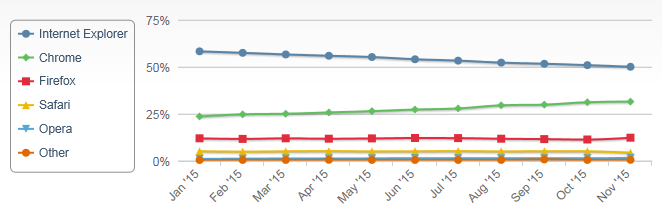 Internet Explorer
Chrome
Firefox
Safari
Opera
Other
75%
50%
25%
0%
Jan '15
Feb '15
Mar '15
Apr '15
May '15
Jun '15
Jul '15
Aug '15
Sep '15
Oct '15
Nov '15